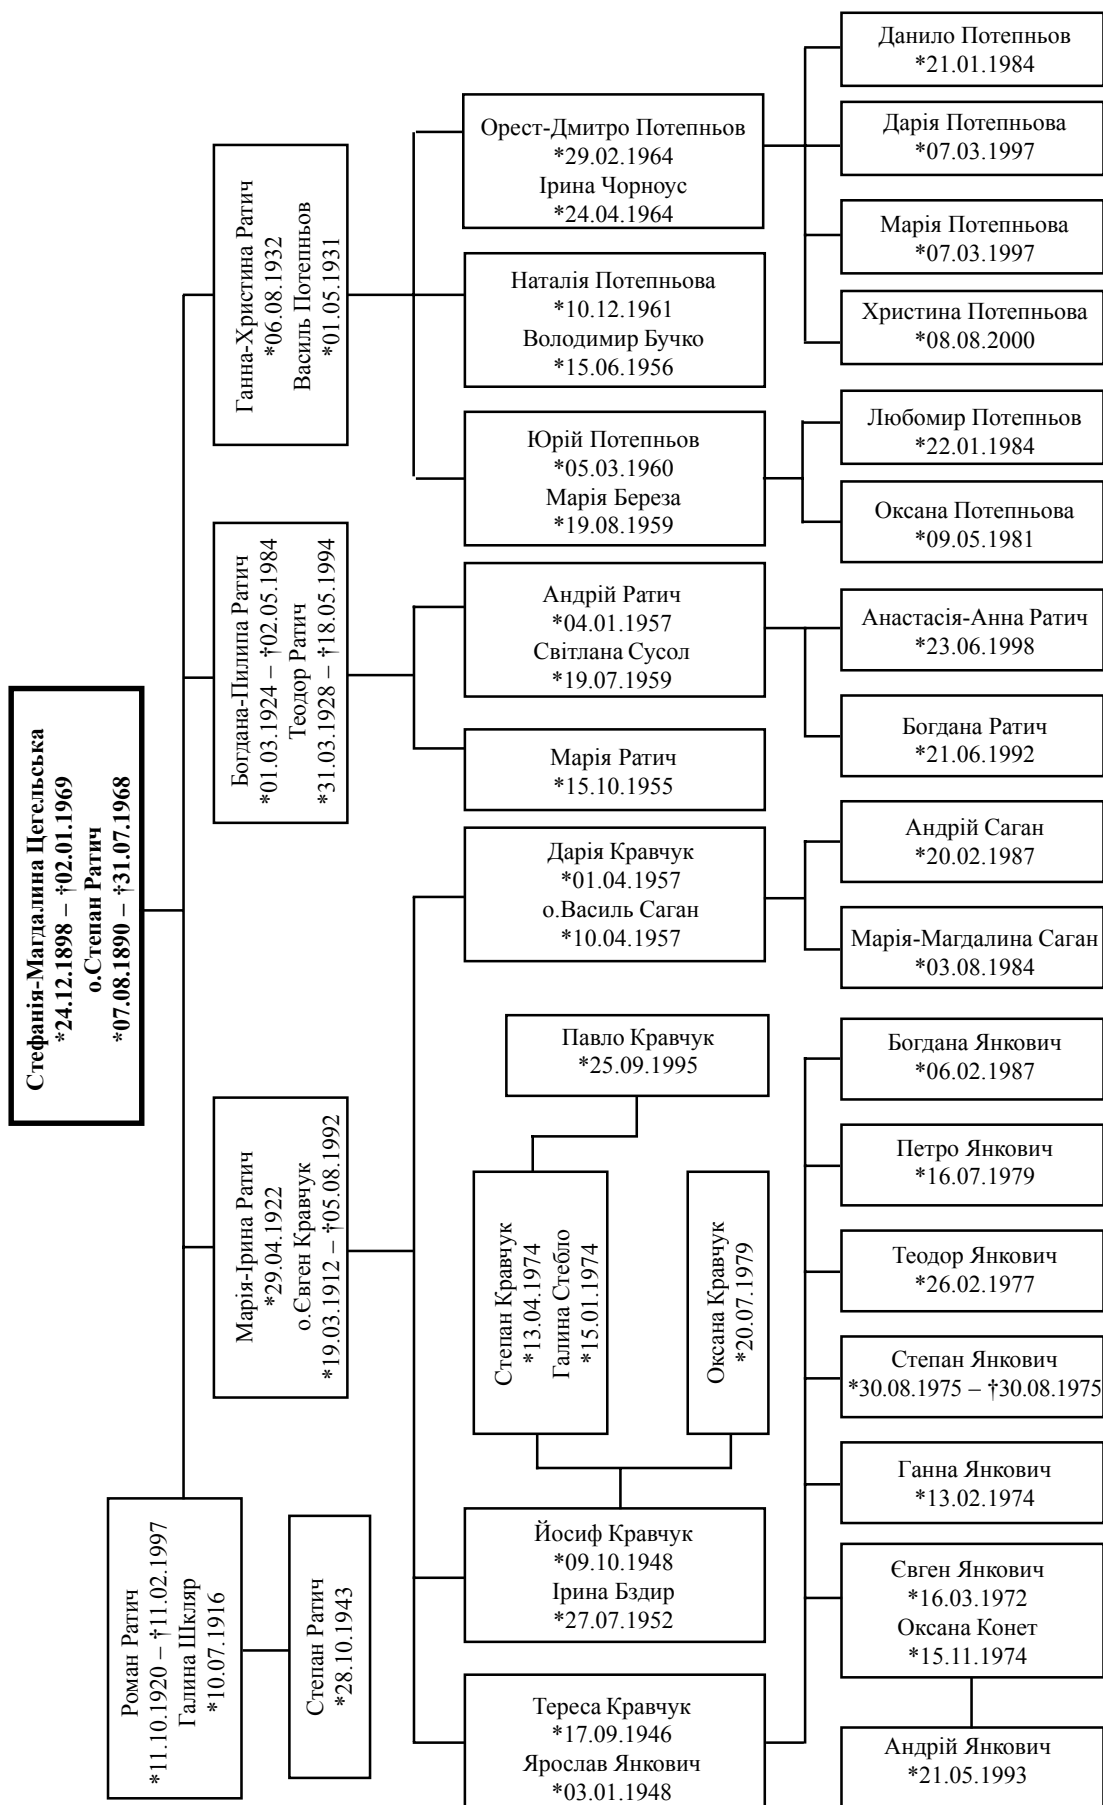 Стефанія-Магдалина Цегельська
*24.12.1898 – †02.01.1969
о.Степан Ратич
*07.08.1890 – †31.07.1968
Роман Ратич
*11.10.1920 – †11.02.1997
Галина Шкляр
*10.07.1916
Степан Ратич
*28.10.1943
Марія-Ірина Ратич
*29.04.1922
о.Євген Кравчук
*19.03.1912 – †05.08.1992
Богдана-Пилипа Ратич
*01.03.1924 – †02.05.1984
Теодор Ратич
*31.03.1928 – †18.05.1994
Ганна-Христина Ратич
*06.08.1932
Василь Потепньов
*01.05.1931
Орест-Дмитро Потепньов
*29.02.1964
Ірина Чорноус
*24.04.1964
Наталія Потепньова
*10.12.1961
Володимир Бучко
*15.06.1956
Юрій Потепньов
*05.03.1960
Марія Береза
*19.08.1959
Андрій Ратич
*04.01.1957
Світлана Сусол
*19.07.1959
Марія Ратич
*15.10.1955
Дарія Кравчук
*01.04.1957
о.Василь Саган
*10.04.1957
Павло Кравчук
*25.09.1995
Степан Кравчук
*13.04.1974
Галина Стебло
*15.01.1974
Оксана Кравчук
*20.07.1979
Йосиф Кравчук
*09.10.1948
Ірина Бздир
*27.07.1952
Тереса Кравчук
*17.09.1946
Ярослав Янкович
*03.01.1948
Данило Потепньов
*21.01.1984
Дарія Потепньова
*07.03.1997
Марія Потепньова
*07.03.1997
Христина Потепньова
*08.08.2000
Любомир Потепньов
*22.01.1984
Оксана Потепньова
*09.05.1981
Анастасія-Анна Ратич
*23.06.1998
Богдана Ратич
*21.06.1992
Андрій Саган
*20.02.1987
Марія-Магдалина Саган
*03.08.1984
Богдана Янкович
*06.02.1987
Петро Янкович
*16.07.1979
Теодор Янкович
*26.02.1977
Степан Янкович
*30.08.1975 – †30.08.1975
Ганна Янкович
*13.02.1974
Євген Янкович
*16.03.1972
Оксана Конет
*15.11.1974
Андрій Янкович
*21.05.1993